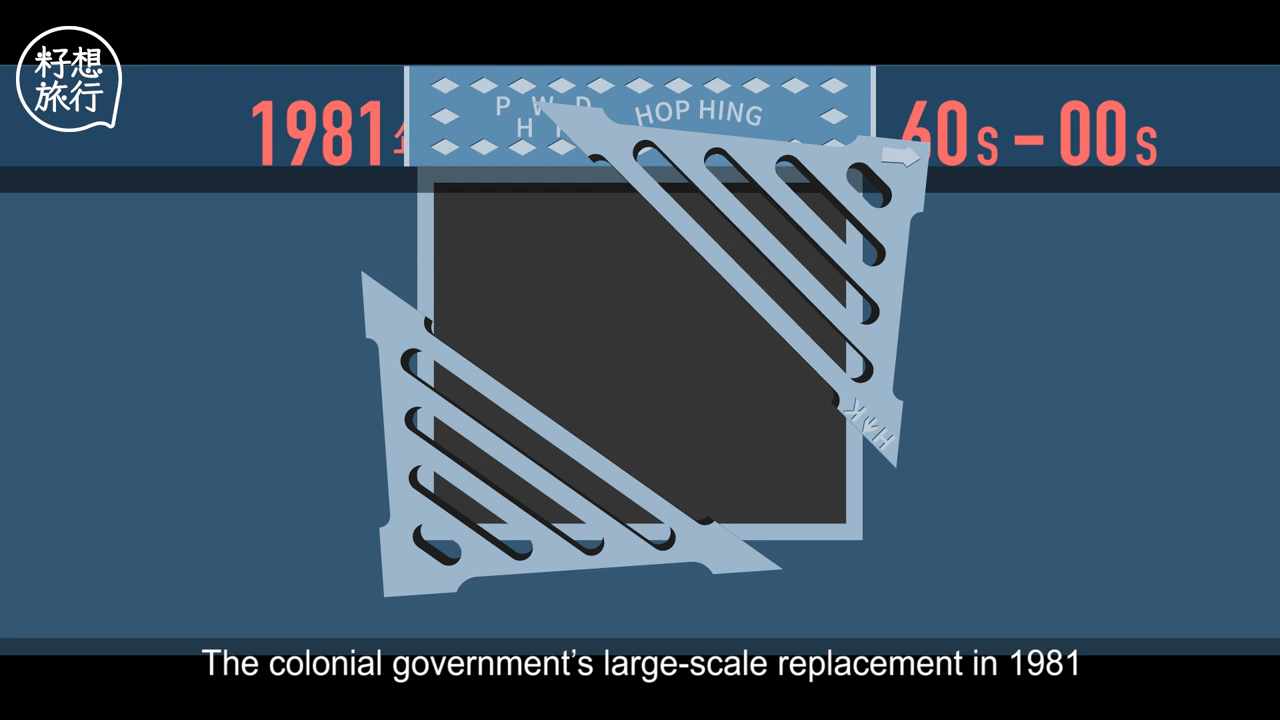 籽想
旅行
1981
P W D
HOP HING
H
60s – 00s
H K
The colonial government's large-scale replacement in 1981